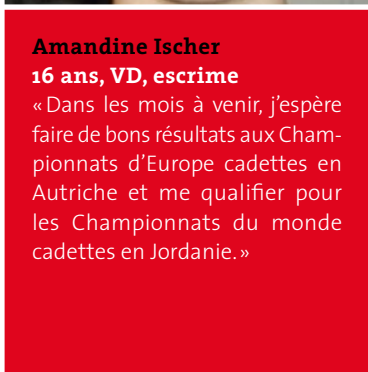 Amandine Ischer
16 ans, VD, escrime
« Dans les mois à venir, j’espère
faire de bons résultats aux Cham-
pionnats d’Europe cadettes en
Autriche et me qualifier pour
les Championnats du monde
cadettes en Jordanie. »